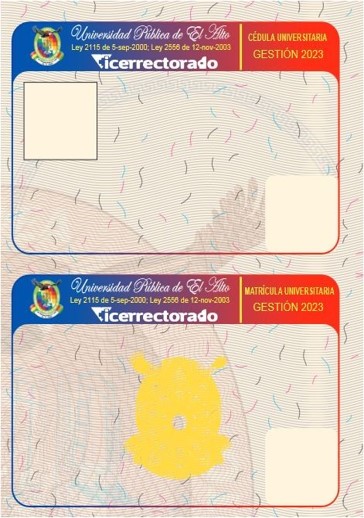 Universidad Pública de El Alto
Ley 2115 de 5-sep-2000; Ley 2556 de 12-nov-2003
Vicerrectorado
CÉDULA UNIVERSITARIA
GESTIÓN 2023
Universidad Pública de El Alto
Ley 2115 de 5-sep-2000; Ley 2556 de 12-nov-2003
Vicerrectorado
MATRÍCULA UNIVERSITARIA
GESTIÓN 2023